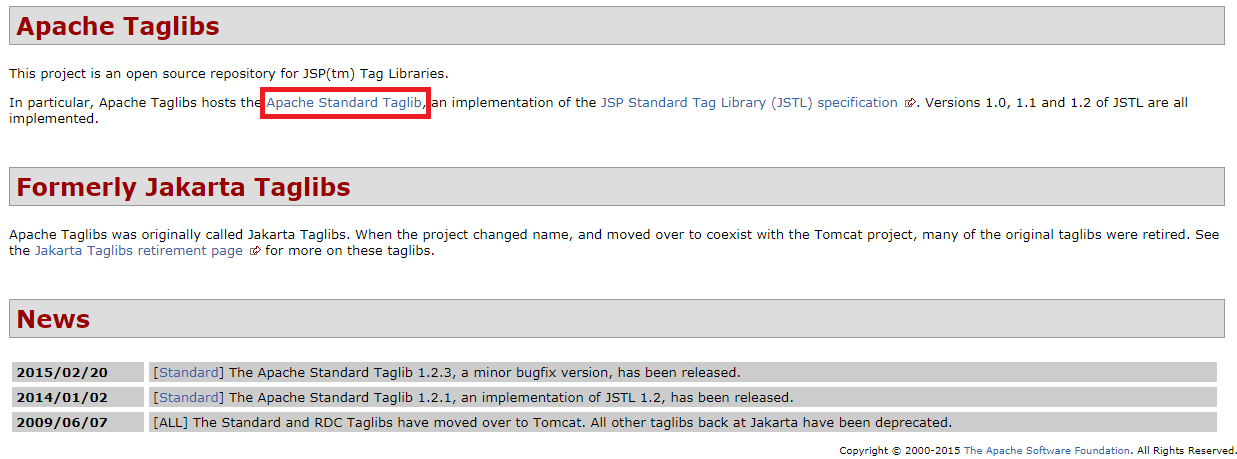 Apache Taglibs
This project is an open source repository for JSP(tm) Tag Libraries.
In particular, Apache Taglibs hosts the Apache Standard Taglib, an implementation of the JSP Standard Tag Library (JSTL) specification . Versions 1.0, 1.1 and 1.2 of JSTL are all
implemented.
Formerly Jakarta Taglibs
Apache Taglibs was originally called Jakarta Taglibs. When the project changed name, and moved over to coexist with the Tomcat project, many of the original taglibs were retired. See
the Jakarta Taglibs retirement page for more on these taglibs.
News
2015/02/20 [Standard] The Apache Standard Taglib 1.2.3, a minor bugfix version, has been released.
2014/01/02 [Standard] The Apache Standard Taglib 1.2.1, an implementation of JSTL 1.2, has been released.
2009/06/07 [ALL] The Standard and RDC Taglibs have moved over to Tomcat. All other taglibs back at Jakarta have been deprecated.
Copyright © 2000-2015 The Apache Software Foundation. All Rights Reserved.